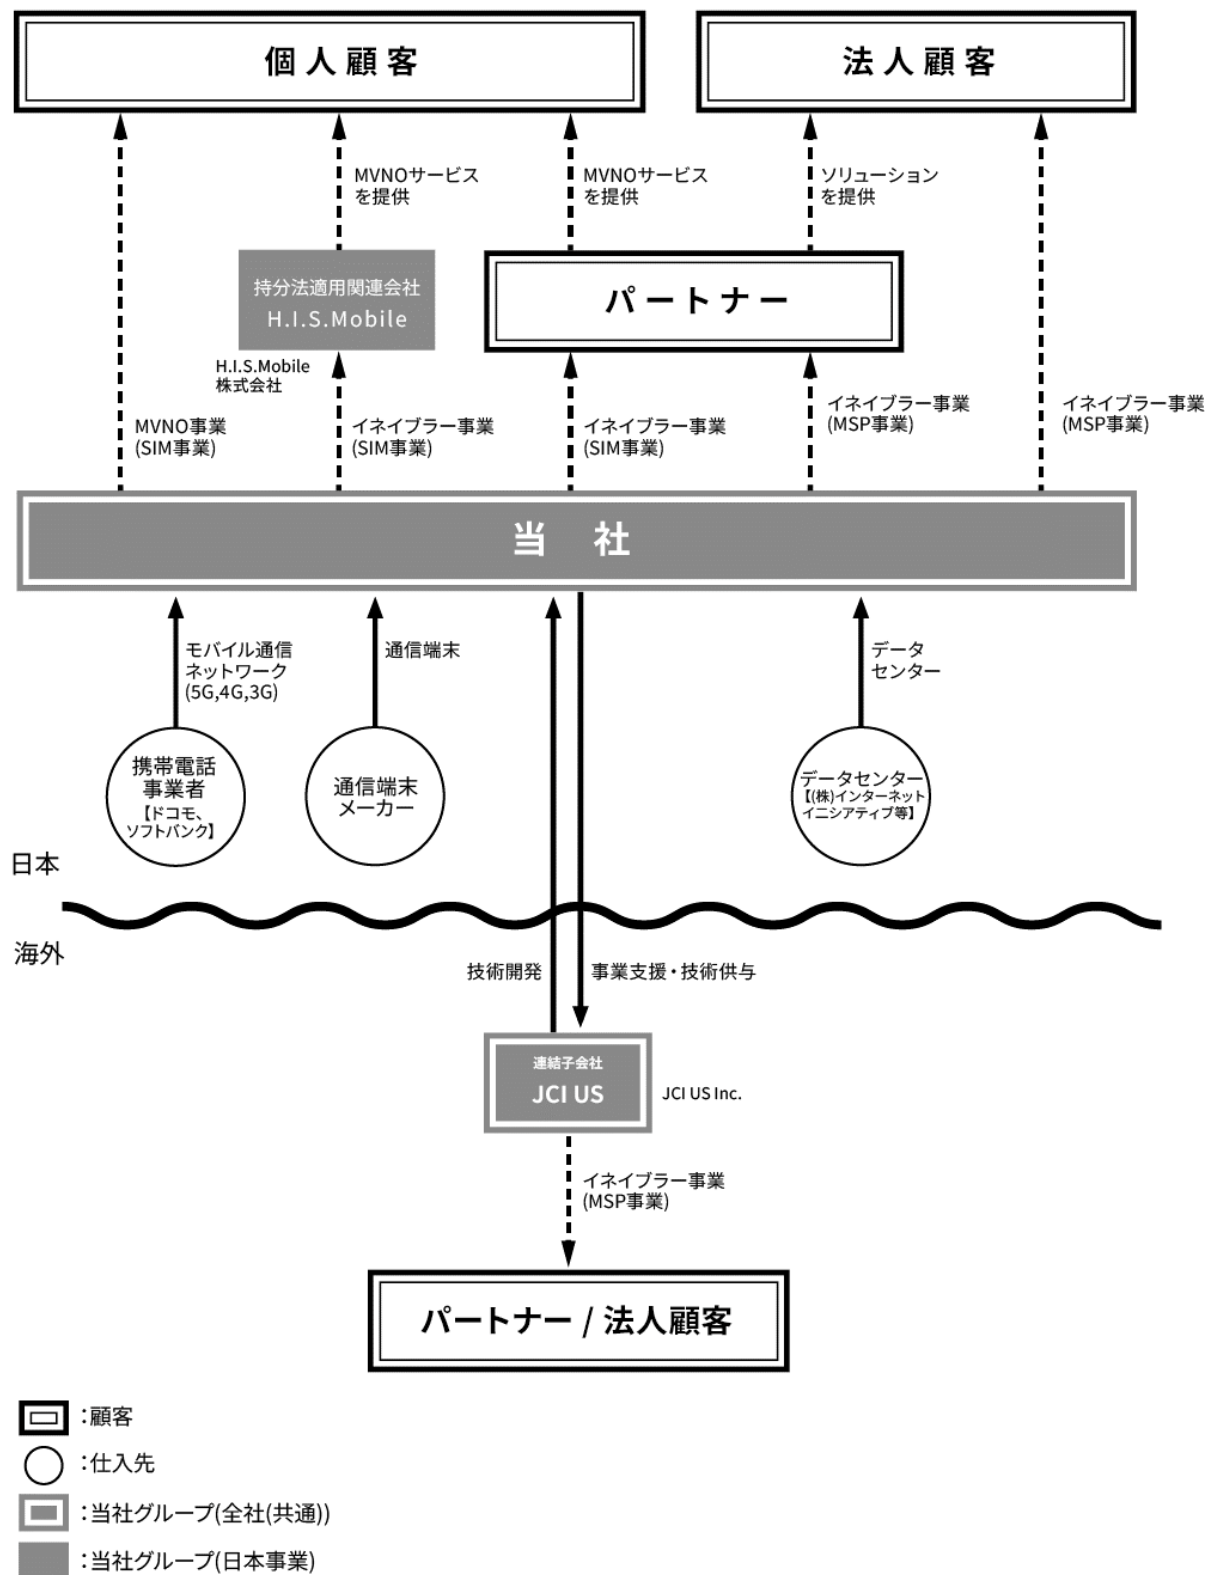 個人顧客
法人顧客
MVNOサービス
を提供
MVNOサービス
を提供
ソリューション
を提供
持分法適用関連会社
H.I.S.Mobile
パートナー
H.I.S.Mobile
株式会社
MVNO事業
(SIM事業)
イネイブラー事業
(SIM事業)
イネイブラー事業
(SIM事業)
イネイブラー事業
(MSP事業)
イネイブラー事業
(MSP事業)
当社
モバイル通信
ネットワーク
(5G,4G,3G)
通信端末
データ
センター
携帯電話
事業者
【ドコモ、
ソフトバンク】
通信端末
メーカー
データセンター
【(株)インターネット
イニシアティブ等】
日本
海外
技術開発
事業支援・技術供与
連結子会社
JCI US
JCI US Inc.
イネイブラー事業
(MSP事業)
パートナー / 法人顧客
：顧客
：仕入先
：当社グループ(全社(共通))
：当社グループ(日本事業)